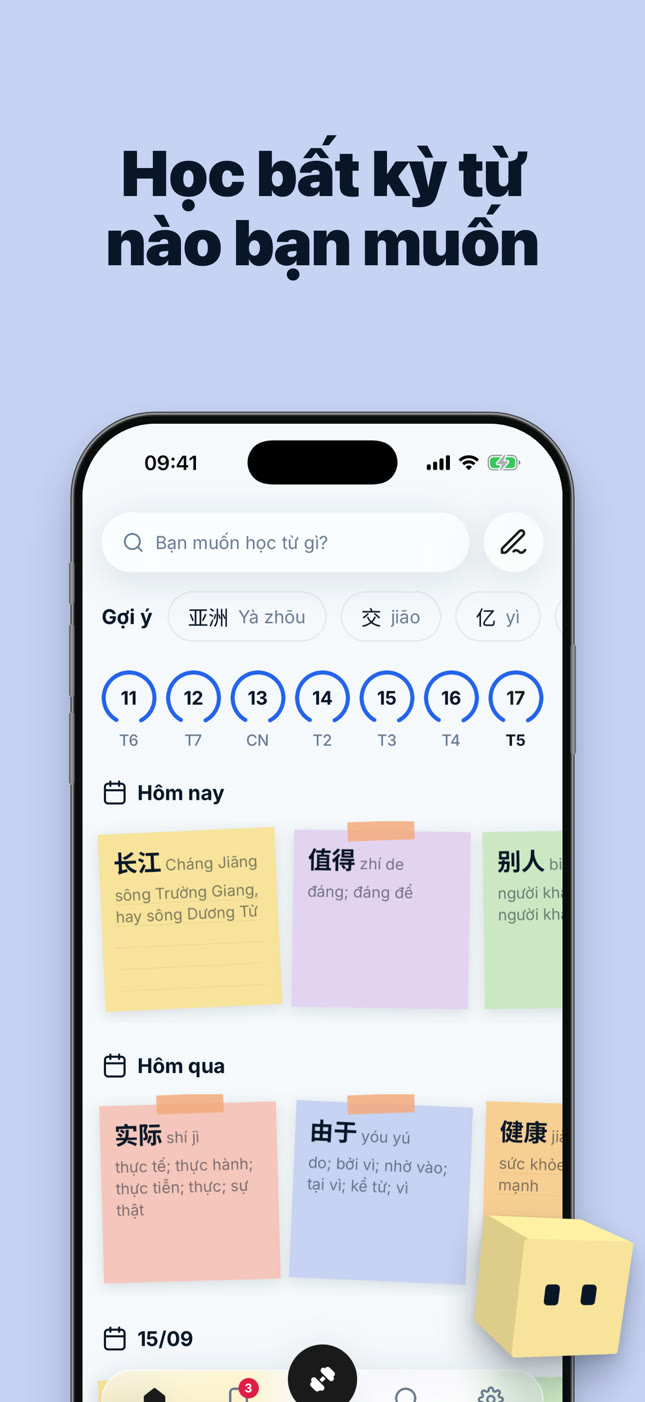 Học bất kỳ từ
nào bạn muốn
09:41
Bạn muốn học từ gì?
Gợi ý 亚洲 Yà zhōu 交 jiāo 亿 yì
11 12 13 14 15 16 17
T6 T7 CN T2 T3 T4 T5
Hôm nay
长江 Cháng Jiāng
sông Trường Giang,
hay sông Dương Tử
值得 zhí de
đáng; đáng để
别人
người
người
Hôm qua
实际 shí jì
thực tế; thực hành;
thực tiễn; thực; sự
thật
由于 yóu yú
do; bởi vì; nhờ vào;
tại vì; kể từ; vì
健康
sức khỏe
mạnh
15/09
3